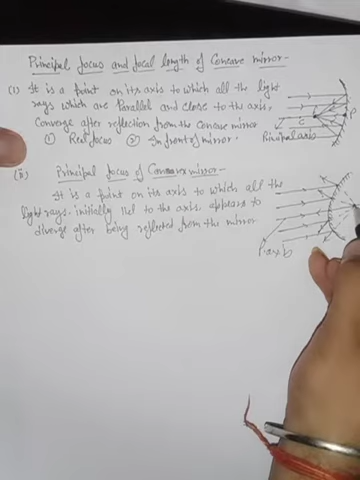 Principal focus and focal length of Concave mirror-
(i) It is a point on its axis to which all the light
rays which are Parallel and close to the axis,
Converge after reflection from the concave mirror
① Real focus ② In front of mirror.
C
P
Pincipal axis
(ii) Principal focus of Convex mirror-
It is a point on its axis to which all the
light rays, initially llel to the axis, appears to
diverge after being reflected from the mirror
P. axis